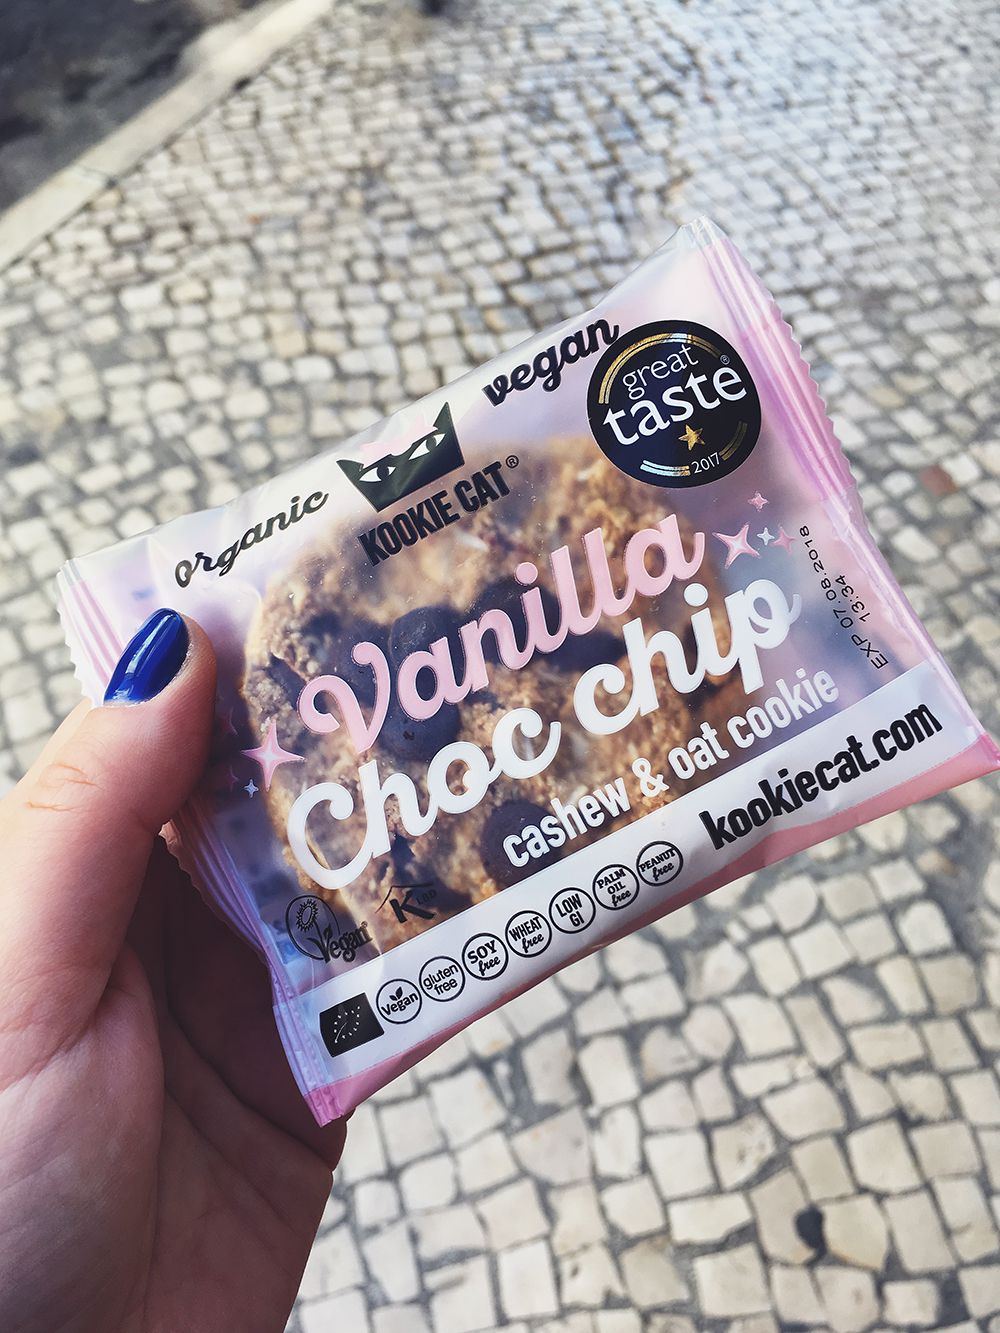 organic
vegan
KOOKIE CAT®
great
taste®
2017
Vanilla
Choc chip
cashew & oat cookie
EXP 07.08.2018
13:34
kookiecat.com
Vegan
K LBD
Vegan
gluten
free
SOY
free
WHEAT
free
LOW
GI
PALM
OIL
free
PEANUT
free